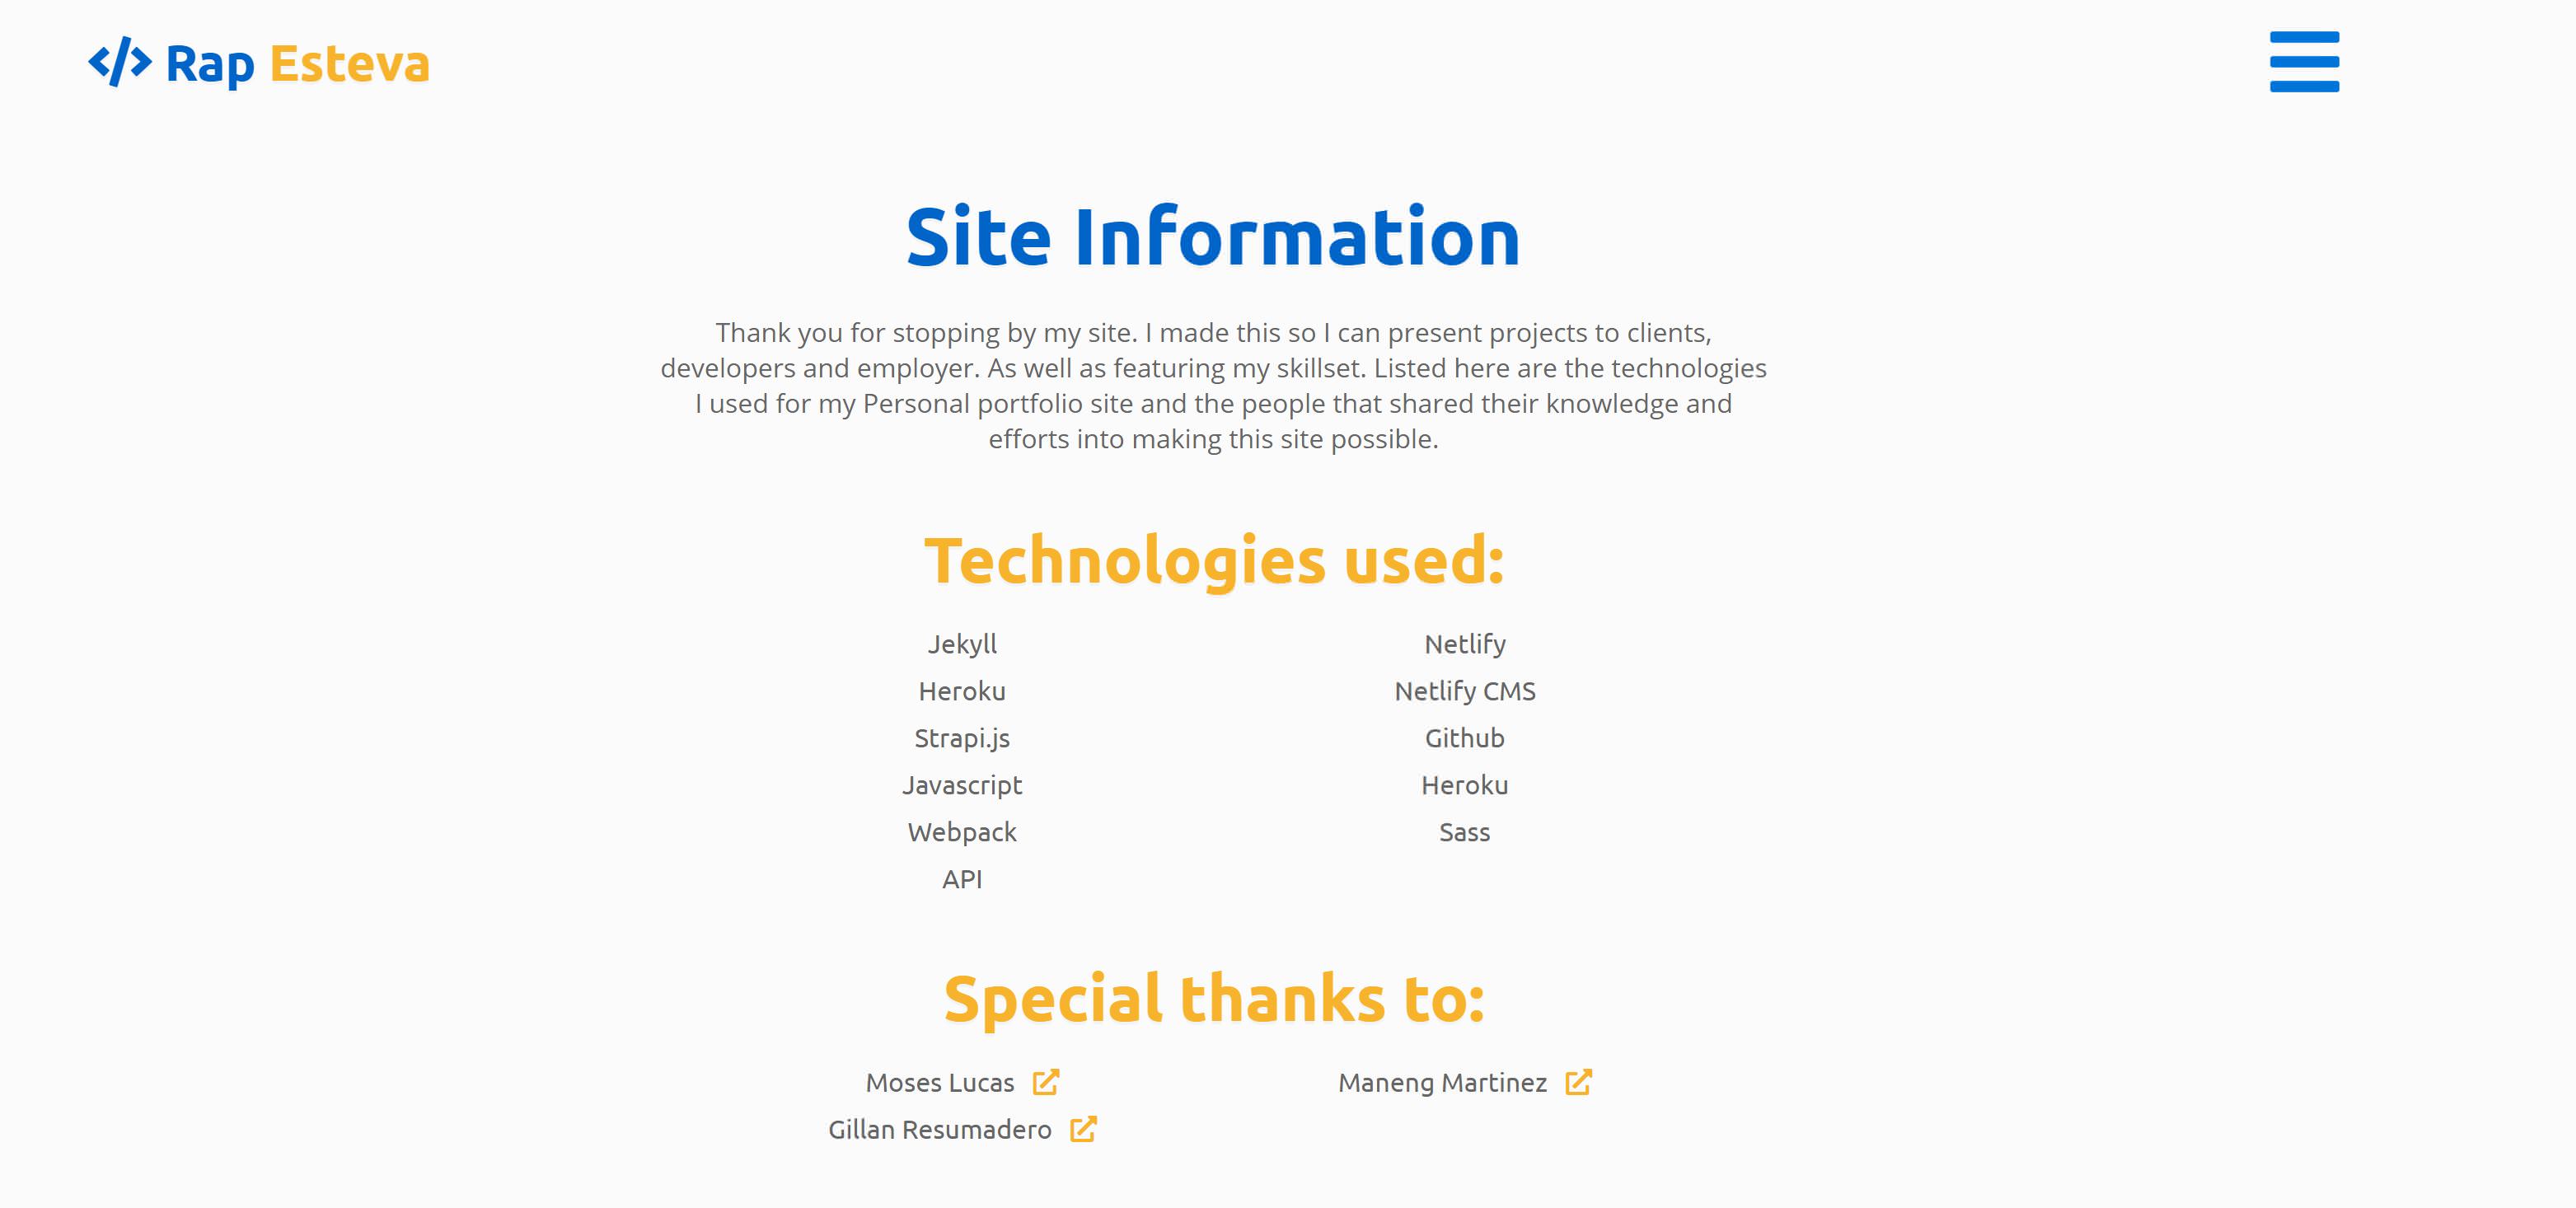 </> Rap Esteva
Site Information
Thank you for stopping by my site. I made this so I can present projects to clients,
developers and employer. As well as featuring my skillset. Listed here are the technologies
I used for my Personal portfolio site and the people that shared their knowledge and
efforts into making this site possible.
Technologies used:
Jekyll
Heroku
Strapi.js
Javascript
Webpack
API
Netlify
Netlify CMS
Github
Heroku
Sass
Special thanks to:
Moses Lucas
Gillan Resumadero
Maneng Martinez